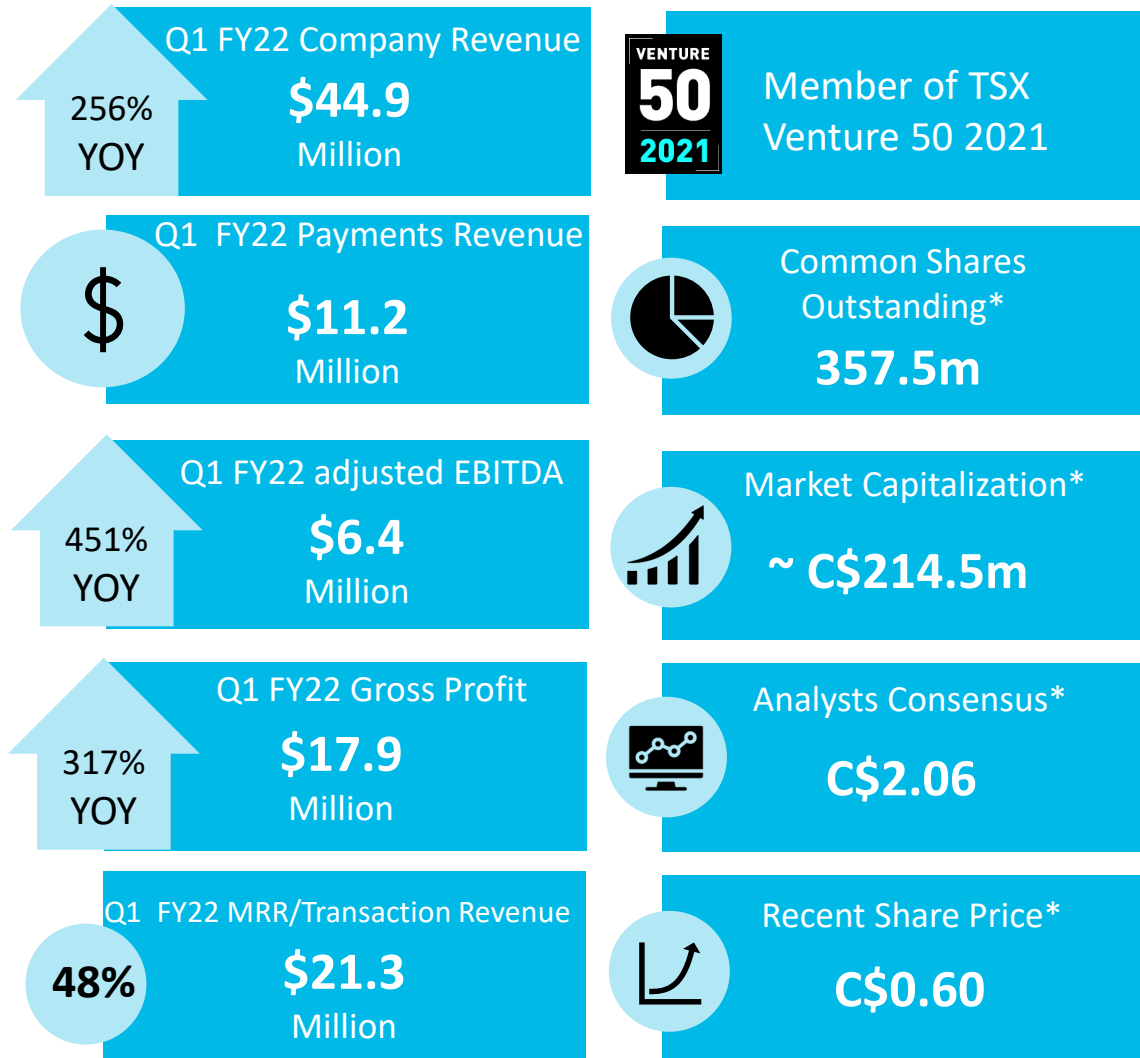 256%
YOY
Q1 FY22 Company Revenue
$44.9
Million
Q1 FY22 Payments Revenue
$
$11.2
Million
451%
YOY
Q1 FY22 adjusted EBITDA
$6.4
Million
317%
YOY
Q1 FY22 Gross Profit
$17.9
Million
48%
Q1 FY22 MRR/Transaction Revenue
$21.3
Million
VENTURE
50
2021
Member of TSX
Venture 50 2021
Common Shares
Outstanding*
357.5m
Market Capitalization*
~ C$214.5m
Analysts Consensus*
C$2.06
Recent Share Price*
C$0.60